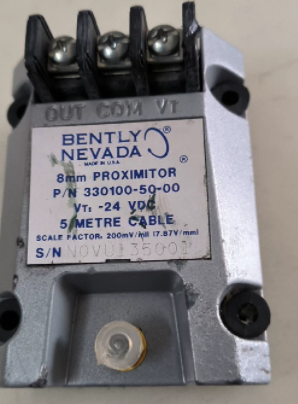 OUT COM VT
BENTLY ®
NEVADA
MADE IN U.S.A. ®
8mm PROXIMITOR
P/N 330100-50-00
VT: -24 VDC
5 METRE CABLE
SCALE FACTOR, 200mV/mil (7.87V/mm)
S/N